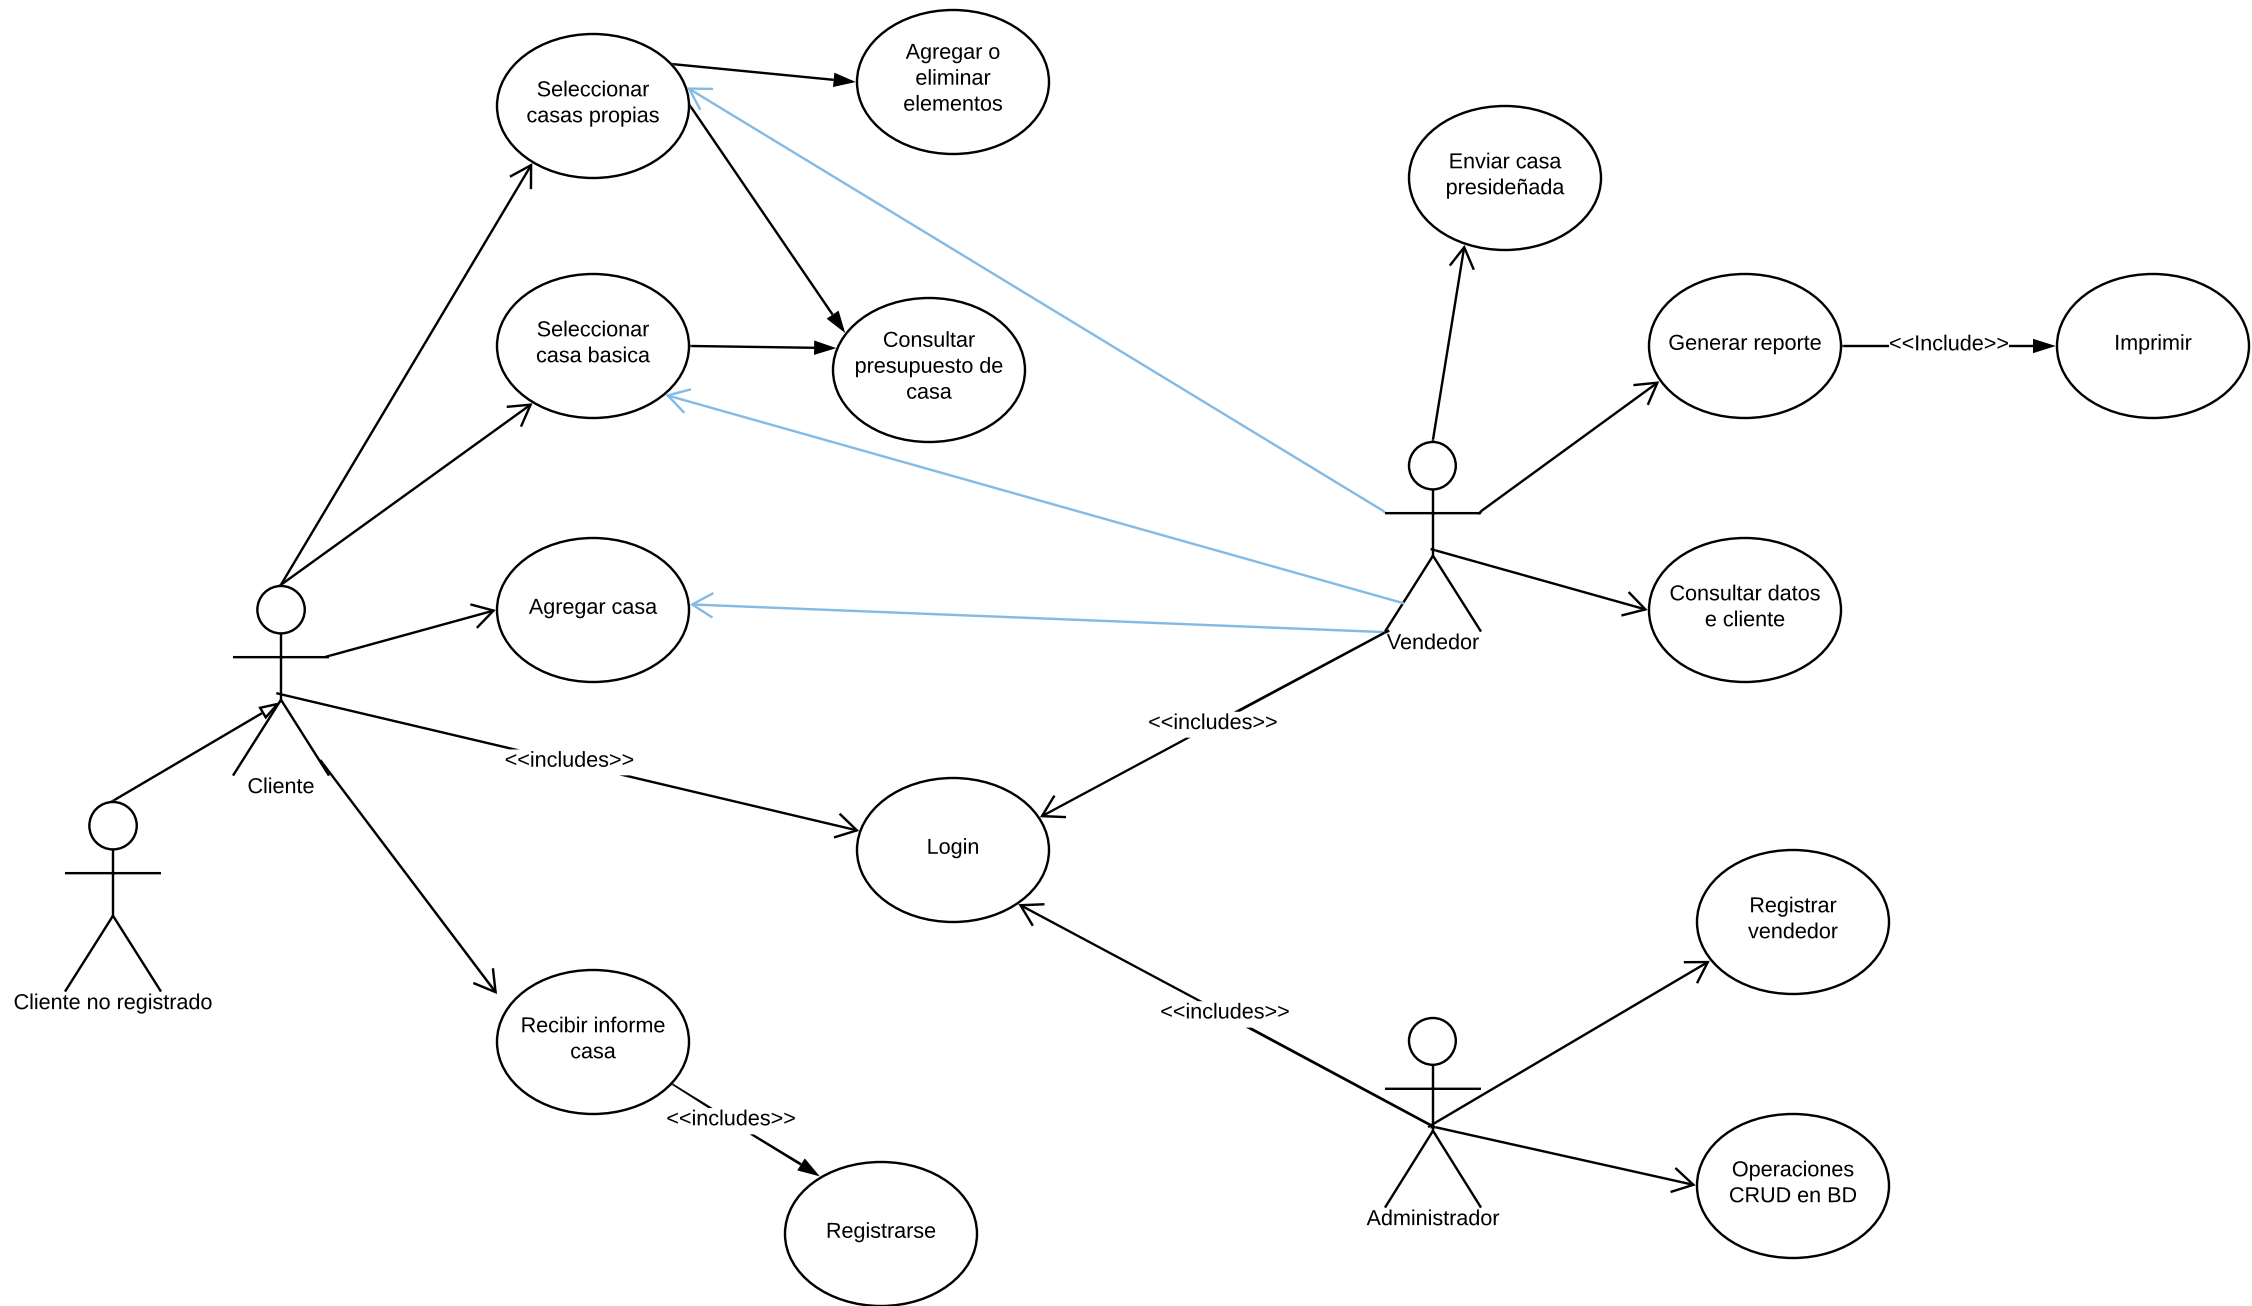 Seleccionar
casas propias
Agregar o
eliminar
elementos
Enviar casa
presideñada
Seleccionar
casa basica
Consultar
presupuesto de
casa
Generar reporte
<<Include>>
Imprimir
Agregar casa
Consultar datos
e cliente
Vendedor
<<includes>>
<<includes>>
Cliente
Login
Registrar
vendedor
Cliente no registrado
<<includes>>
Recibir informe
casa
<<includes>>
Operaciones
CRUD en BD
Administrador
Registrarse